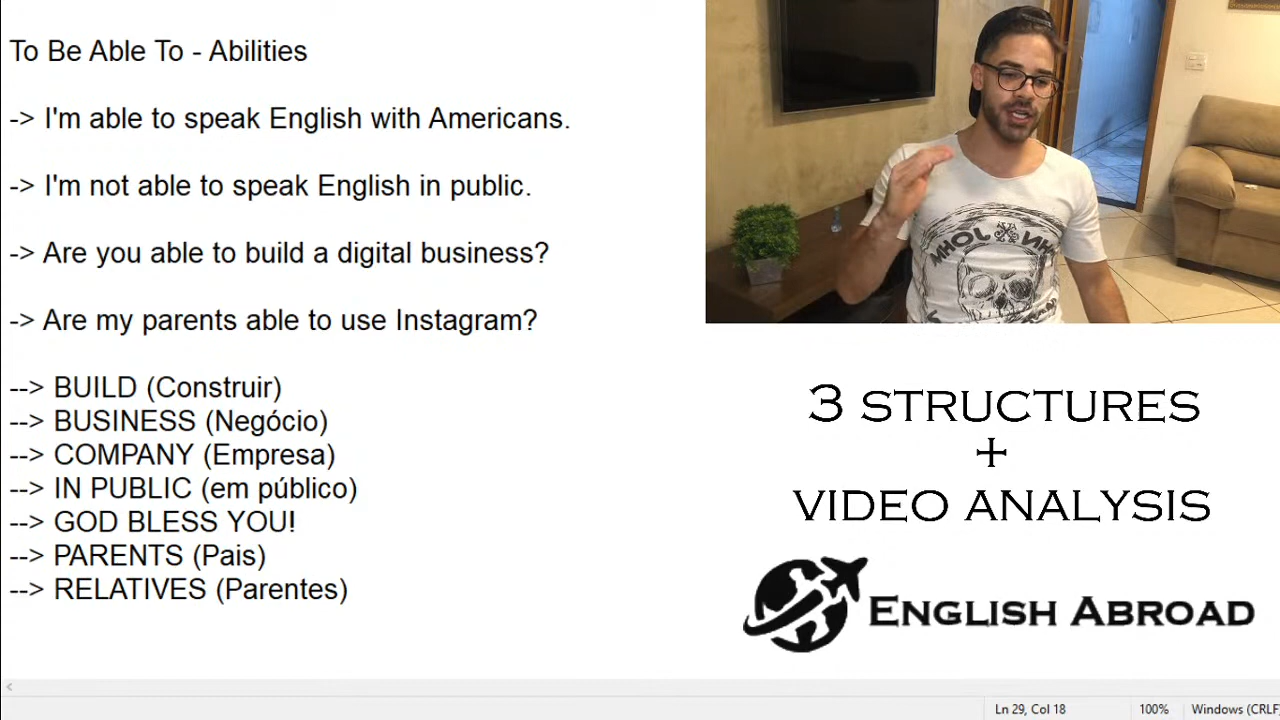 To Be Able To - Abilities
-> I'm able to speak English with Americans.
-> I'm not able to speak English in public.
-> Are you able to build a digital business?
-> Are my parents able to use Instagram?
--> BUILD (Construir)
--> BUSINESS (Negócio)
--> COMPANY (Empresa)
--> IN PUBLIC (em público)
--> GOD BLESS YOU!
--> PARENTS (Pais)
--> RELATIVES (Parentes)
3 STRUCTURES
+
VIDEO ANALYSIS
ENGLISH ABROAD
Ln 29, Col 18
100%
Windows (CRLF